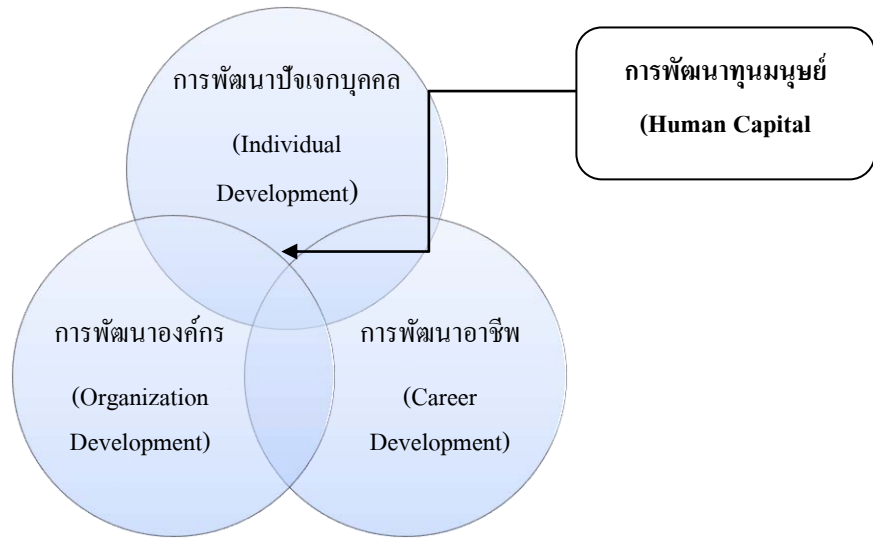 การพัฒนาปัจเจกบุคคล
(Individual
Development)
การพัฒนาทุนมนุษย์
(Human Capital
การพัฒนาองค์กร
(Organization
Development)
การพัฒนาอาชีพ
(Career
Development)